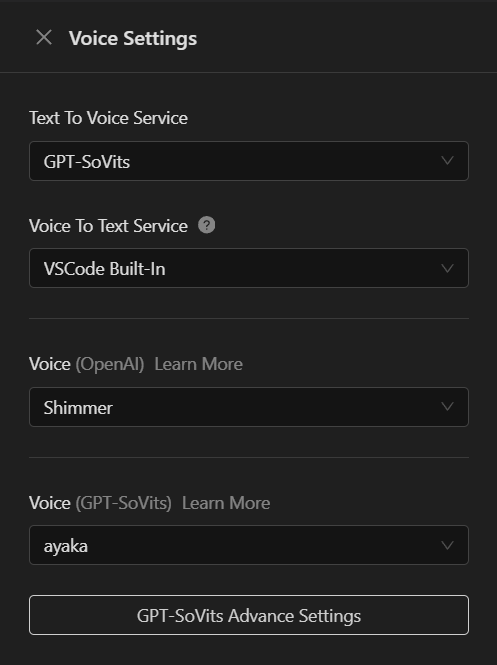 Voice Settings
Text To Voice Service
GPT-SoVits
Voice To Text Service ?
VSCode Built-In
Voice (OpenAI) Learn More
Shimmer
Voice (GPT-SoVits) Learn More
ayaka
GPT-SoVits Advance Settings